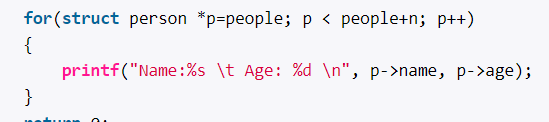 for(struct person *p=people; p < people+n; p++)
{
printf("Name:%s \t Age: %d \n", p->name, p->age);
}